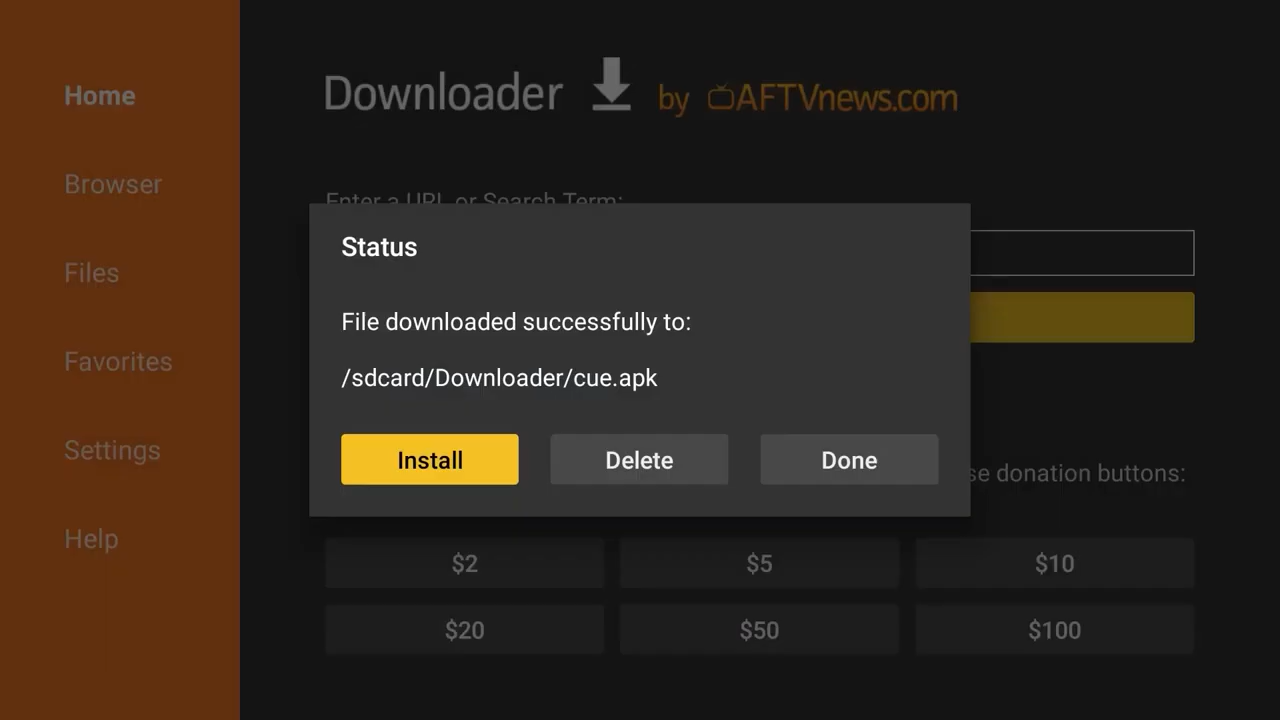 Home
Browser
Files
Favorites
Settings
Help
Downloader by AFTVnews.com
Enter a URL or Search Term:
Status
File downloaded successfully to:
/sdcard/Downloader/cue.apk
Install Delete Done
donation buttons:
$2 $5 $10
$20 $50 $100